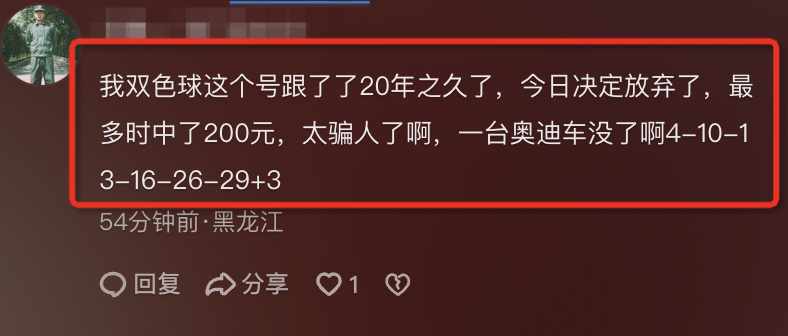 我双色球这个号跟了了20年之久了，今日决定放弃了，最
多时中了200元，太骗人了啊，一台奥迪车没了啊4-10-1
3-16-26-29+3
54分钟前·黑龙江
回复 分享 1